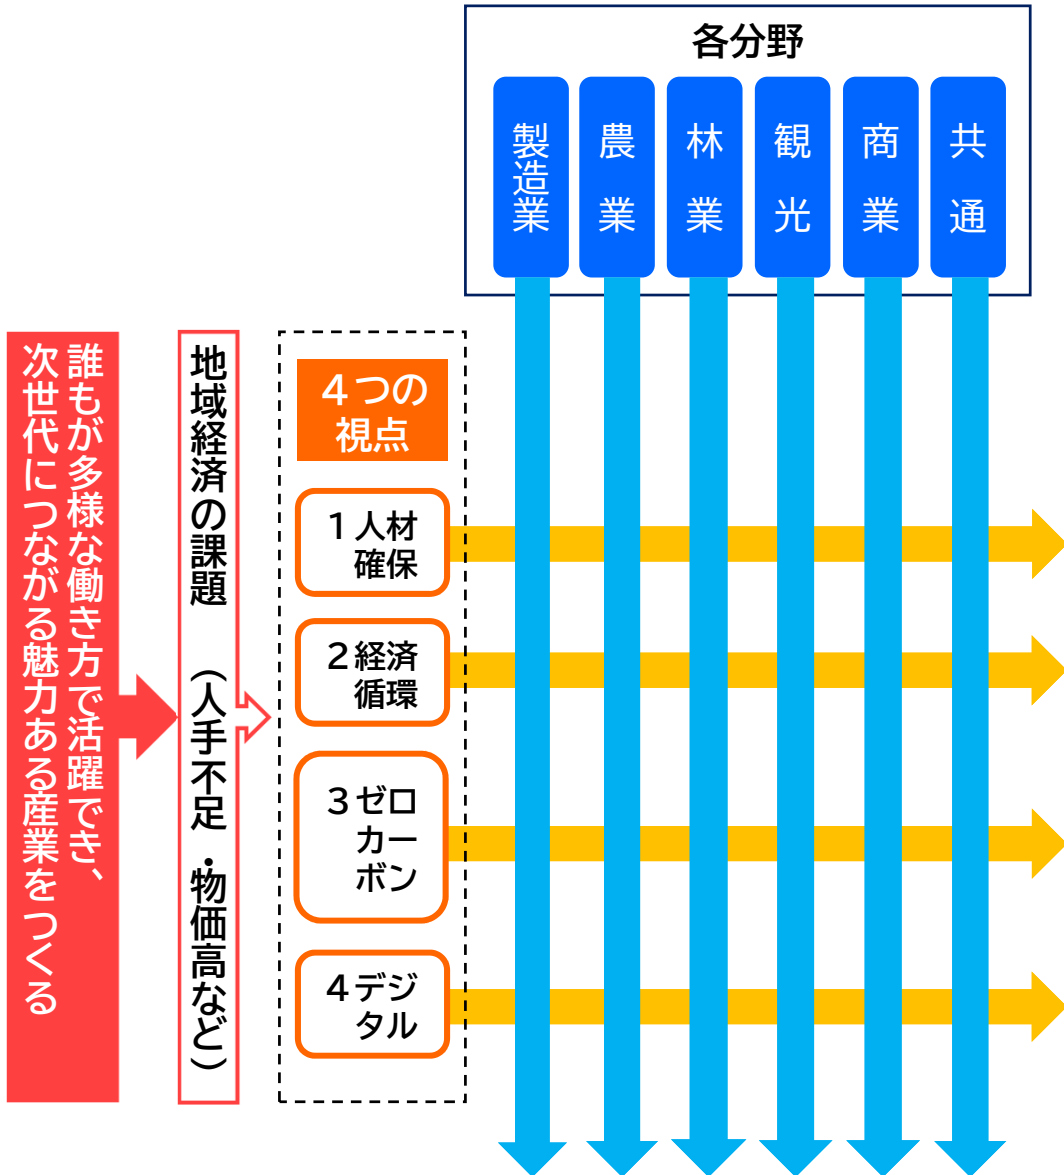 各分野
製造業
農業
林業
観光
商業
共通
誰もが多様な働き方で活躍でき、
次世代につながる魅力ある産業をつくる
地域経済の課題　（人手不足・物価高など）
４つの
視点
1 人材
確保
2 経済
循環
3 ゼロ
カー
ボン
4 デジ
タル